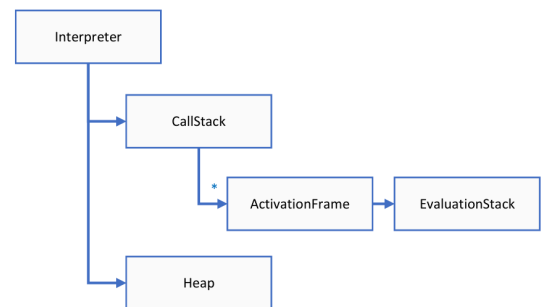 Interpreter
CallStack
*
ActivationFrame
EvaluationStack
Heap